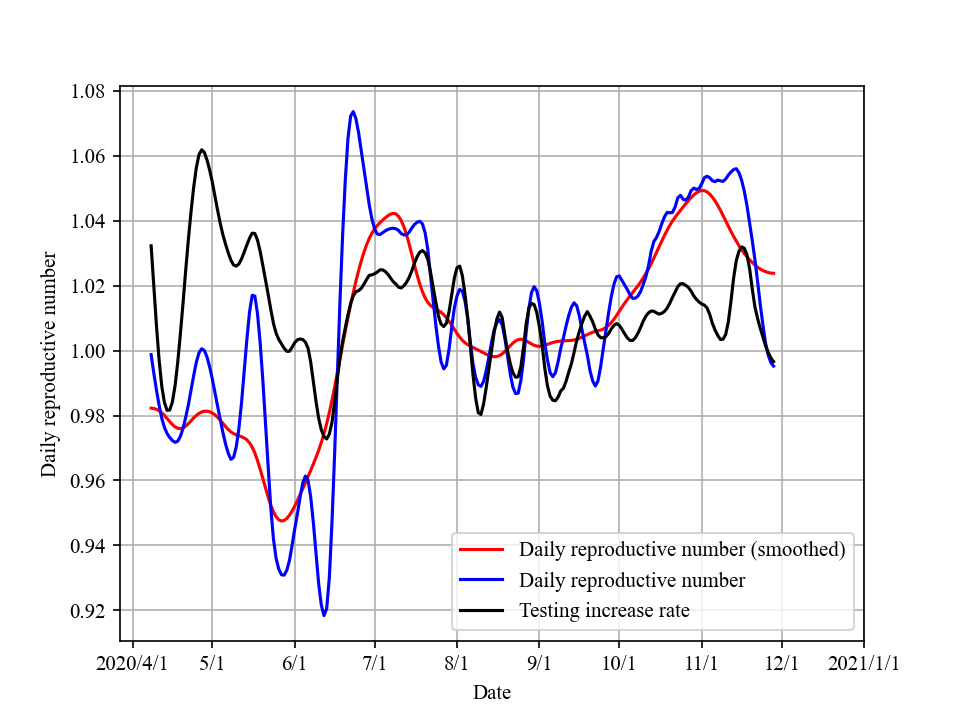 1.08
1.06
1.04
1.02
1.00
0.98
0.96
0.94
0.92
Daily reproductive number
Daily reproductive number (smoothed)
Daily reproductive number
Testing increase rate
2020/4/1 5/1 6/1 7/1 8/1 9/1 10/1 11/1 12/1 2021/1/1
Date